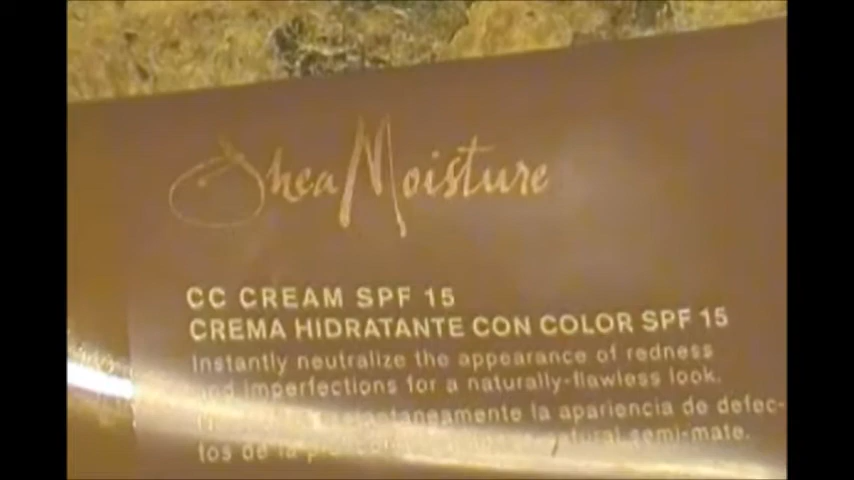 SheaMoisture
CC CREAM SPF 15
CREMA HIDRATANTE CON COLOR SPF 15
Instantly neutralize the appearance of redness
and imperfections for a naturally-flawless look.
instantaneamente la apariencia de defec-
tos de la semi-mate.